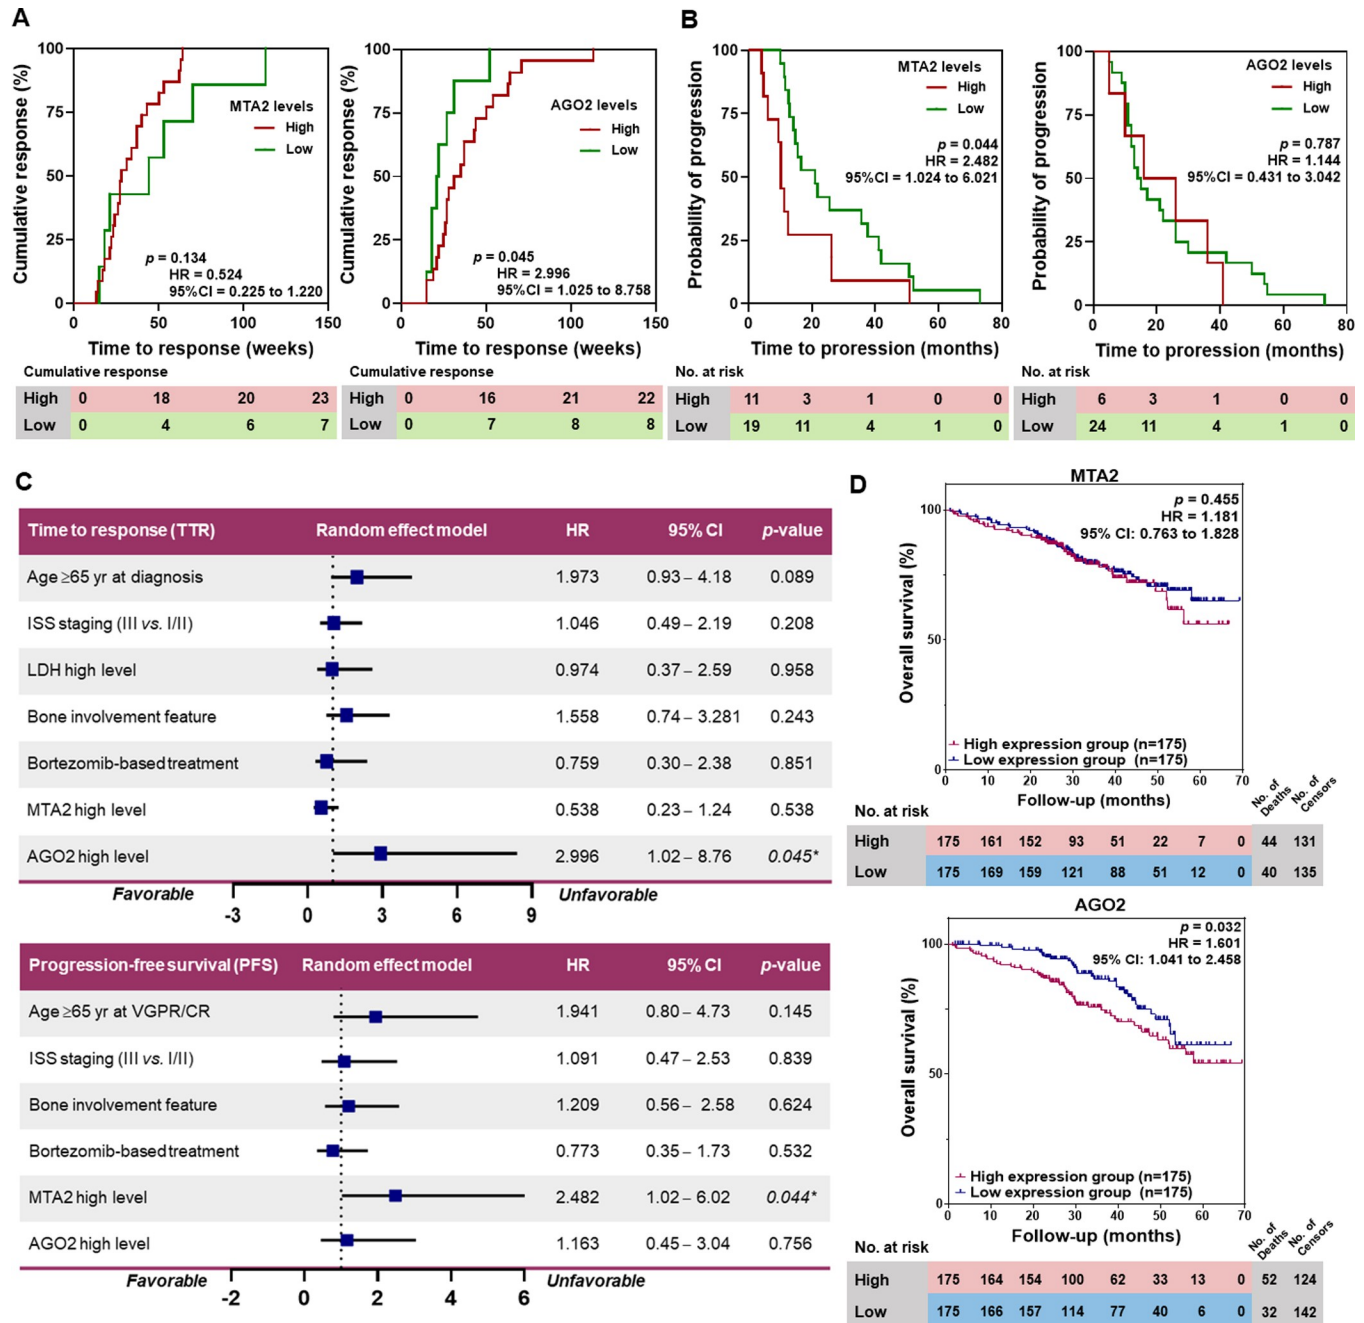 A
100
75
50
25
0
Cumulative response (%)
MTA2 levels
High
Low
p = 0.134
HR = 0.524
95%CI = 0.225 to 1.220
0 50 100 150
Time to response (weeks)
Cumulative response
High 0 18 20 23
Low 0 4 6 7
100
75
50
25
0
Cumulative response (%)
AGO2 levels
High
Low
p = 0.045
HR = 2.996
95%CI = 1.025 to 8.758
0 50 100 150
Time to response (weeks)
Cumulative response
High 0 16 21 22
Low 0 7 8 8
B
100
75
50
25
0
Probability of progression
MTA2 levels
High
Low
p = 0.044
HR = 2.482
95%CI = 1.024 to 6.021
0 20 40 60 80
Time to proression (months)
No. at risk
High 11 3 1 0 0
Low 19 11 4 1 0
100
75
50
25
0
Probability of progression
AGO2 levels
High
Low
p = 0.787
HR = 1.144
95%CI = 0.431 to 3.042
0 20 40 60 80
Time to proression (months)
No. at risk
High 6 3 1 0 0
Low 24 11 4 1 0
C
Time to response (TTR) Random effect model HR 95% CI p-value
Age ≥65 yr at diagnosis 1.973 0.93 – 4.18 0.089
ISS staging (III vs. I/II) 1.046 0.49 – 2.19 0.208
LDH high level 0.974 0.37 – 2.59 0.958
Bone involvement feature 1.558 0.74 – 3.281 0.243
Bortezomib-based treatment 0.759 0.30 – 2.38 0.851
MTA2 high level 0.538 0.23 – 1.24 0.538
AGO2 high level 2.996 1.02 – 8.76 0.045*
Favorable Unfavorable
-3 0 3 6 9
Progression-free survival (PFS) Random effect model HR 95% CI p-value
Age ≥65 yr at VGPR/CR 1.941 0.80 – 4.73 0.145
ISS staging (III vs. I/II) 1.091 0.47 – 2.53 0.839
Bone involvement feature 1.209 0.56 – 2.58 0.624
Bortezomib-based treatment 0.773 0.35 – 1.73 0.532
MTA2 high level 2.482 1.02 – 6.02 0.044*
AGO2 high level 1.163 0.45 – 3.04 0.756
Favorable Unfavorable
-2 0 2 4 6
D
MTA2
100
50
0
Overall survival (%)
p = 0.455
HR = 1.181
95% CI: 0.763 to 1.828
High expression group (n=175)
Low expression group (n=175)
0 10 20 30 40 50 60 70
Follow-up (months)
No. at risk
No. of Deaths
No. of Censors
High 175 161 152 93 51 22 7 0 44 131
Low 175 169 159 121 88 51 12 0 40 135
AGO2
100
50
0
Overall survival (%)
p = 0.032
HR = 1.601
95% CI: 1.041 to 2.458
High expression group (n=175)
Low expression group (n=175)
0 10 20 30 40 50 60 70
Follow-up (months)
No. at risk
No. of Deaths
No. of Censors
High 175 164 154 100 62 33 13 0 52 124
Low 175 166 157 114 77 40 6 0 32 142